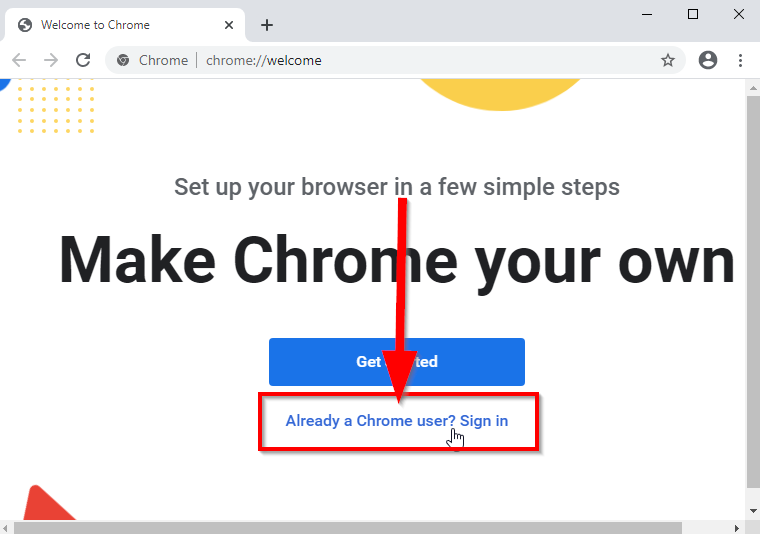 Welcome to Chrome
Chrome chrome://welcome
Set up your browser in a few simple steps
Make Chrome your own
Get started
Already a Chrome user? Sign in